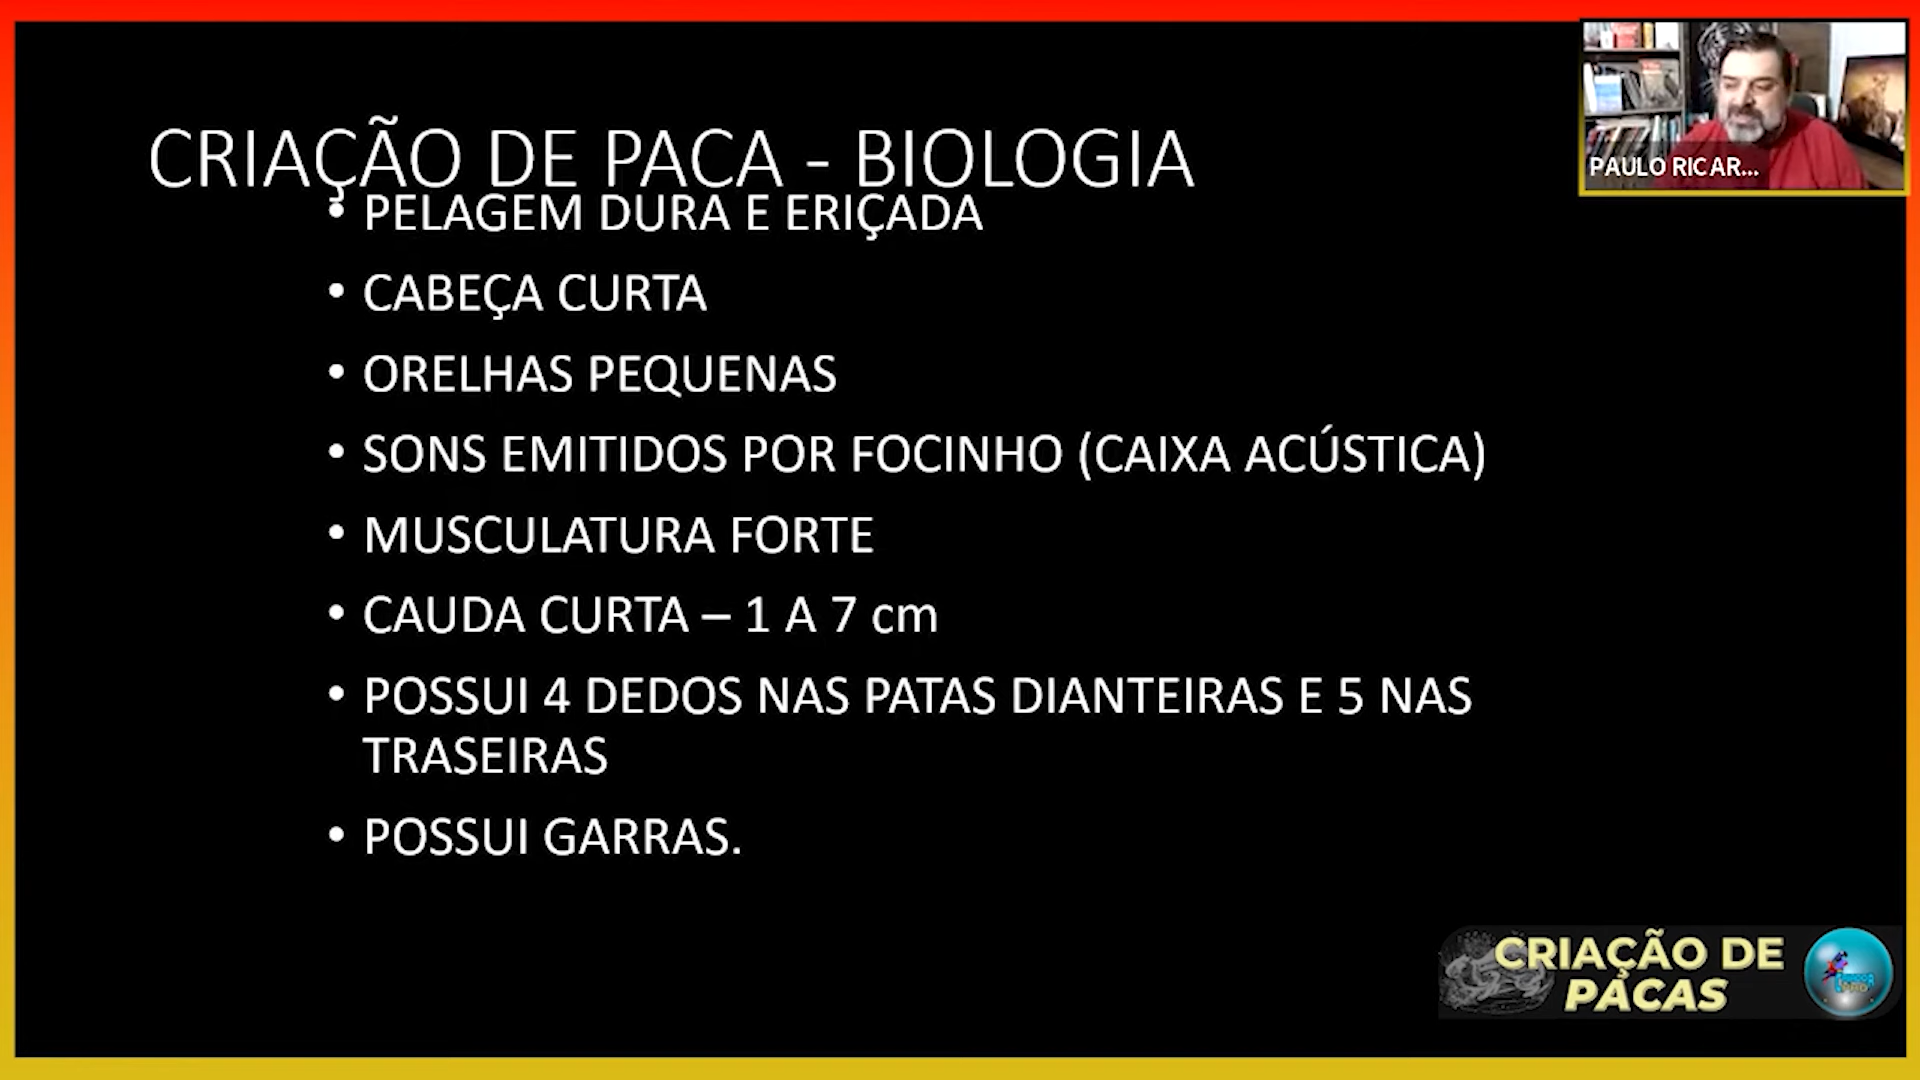 CRIAÇÃO DE PACA - BIOLOGIA
• PELAGEM DURA E ERIÇADA
• CABEÇA CURTA
• ORELHAS PEQUENAS
• SONS EMITIDOS POR FOCINHO (CAIXA ACÚSTICA)
• MUSCULATURA FORTE
• CAUDA CURTA – 1 A 7 cm
• POSSUI 4 DEDOS NAS PATAS DIANTEIRAS E 5 NAS
TRASEIRAS
• POSSUI GARRAS.
PAULO RICAR...
CRIAÇÃO DE
PACAS